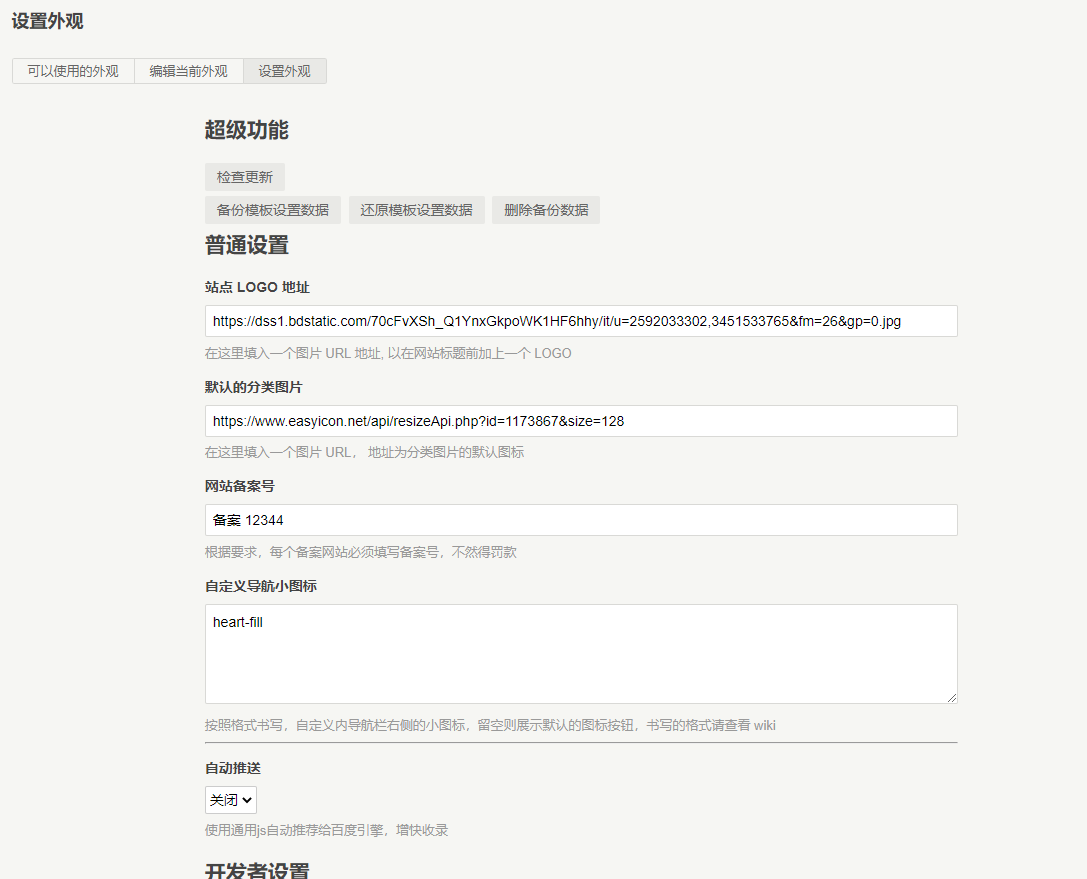 设置外观
可以使用的外观 编辑当前外观 设置外观
超级功能
检查更新
备份模板设置数据 还原模板设置数据 删除备份数据
普通设置
站点 LOGO 地址
https://dss1.bdstatic.com/70cFvXSh_Q1YnxGkpoWK1HF6hhy/it/u=2592033302,3451533765&fm=26&gp=0.jpg
在这里填入一个图片 URL 地址, 以在网站标题前加上一个 LOGO
默认的分类图片
https://www.easyicon.net/api/resizeApi.php?id=1173867&size=128
在这里填入一个图片 URL， 地址为分类图片的默认图标
网站备案号
备案 12344
根据要求，每个备案网站必须填写备案号，不然得罚款
自定义导航小图标
heart-fill
按照格式书写，自定义内导航栏右侧的小图标，留空则展示默认的图标按钮，书写的格式请查看 wiki
自动推送
关闭
使用通用js自动推荐给百度引擎，增快收录
开发者设置